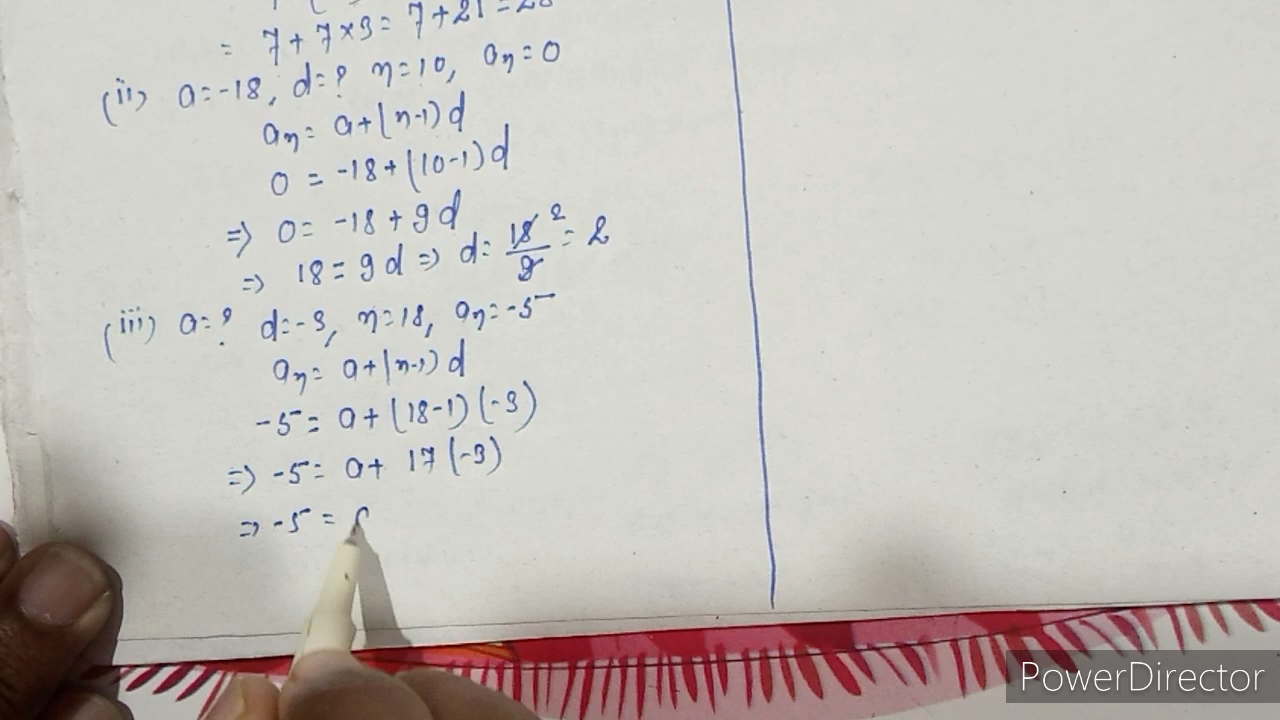 = 7 + 7×3 = 7+21 = 28
(ii) a=-18, d=? n=10, an=0
an= a+(n-1)d
0 = -18+(10-1)d
=> 0= -18+9d
=> 18=9d => d= 18/9 2 = 2
(iii) a=? d=-3, n=18, an=-5
an= a+(n-1)d
-5= a+(18-1)(-3)
=> -5= a+ 17(-3)
=> -5 =
PowerDirector